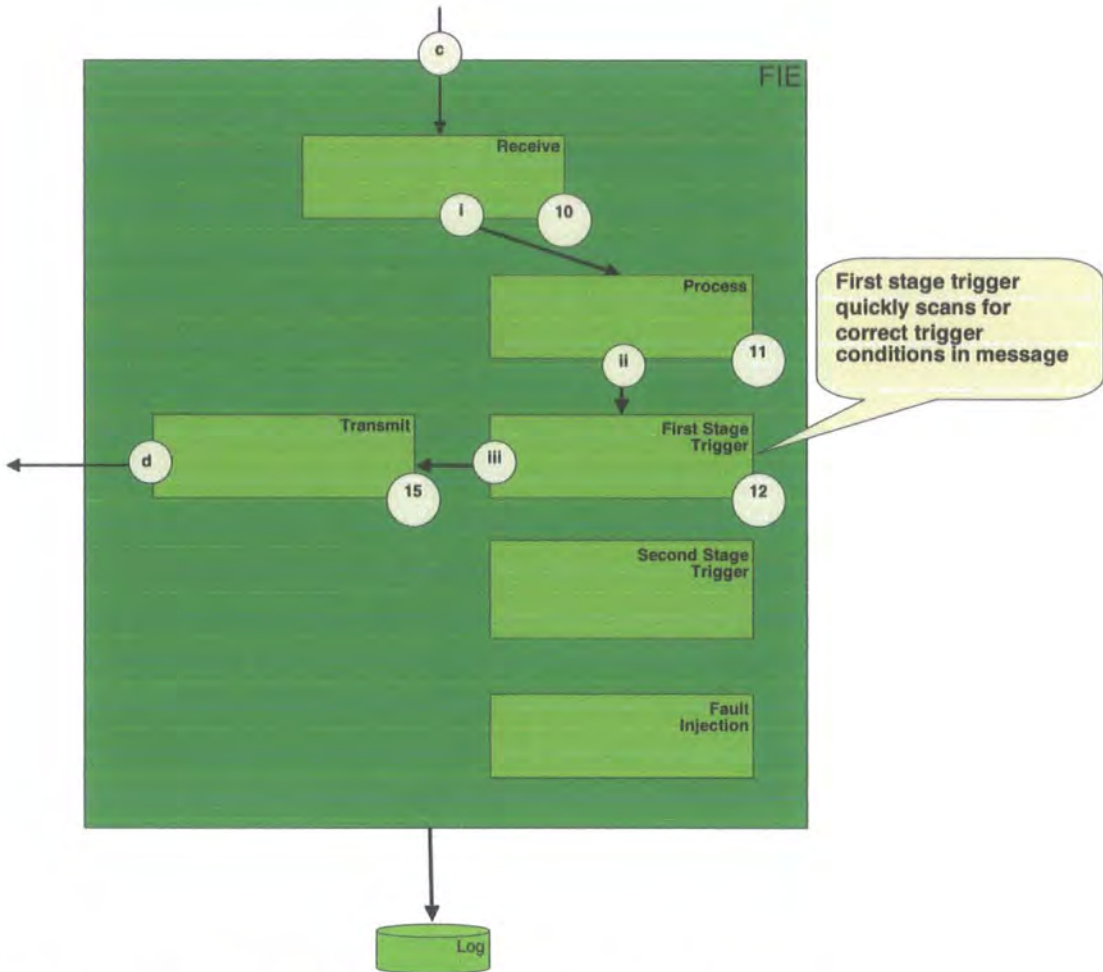 c
FIE
Receive
i
10
Process
11
ii
First stage trigger
quickly scans for
correct trigger
conditions in message
Transmit
d
15
iii
First Stage
Trigger
12
Second Stage
Trigger
Fault
Injection
Log